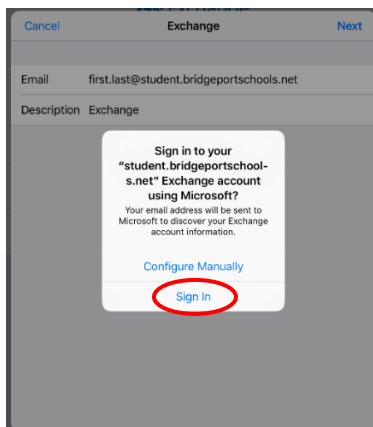 Cancel Exchange Next
Email first.last@student.bridgeportschools.net
Description Exchange
Sign in to your
“student.bridgeportschool-
s.net” Exchange account
using Microsoft?
Your email address will be sent to
Microsoft to discover your Exchange
account information.
Configure Manually
Sign In